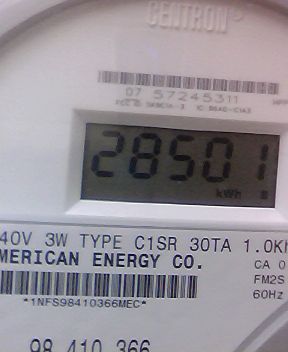 CENTRON®
07 57245311
28501
kWh
40V 3W TYPE C1SR 30TA 1.0Kh
MERICAN ENERGY CO.
CA 0
FM2S
60Hz
*1NFS98410366MEC*
98 410 366